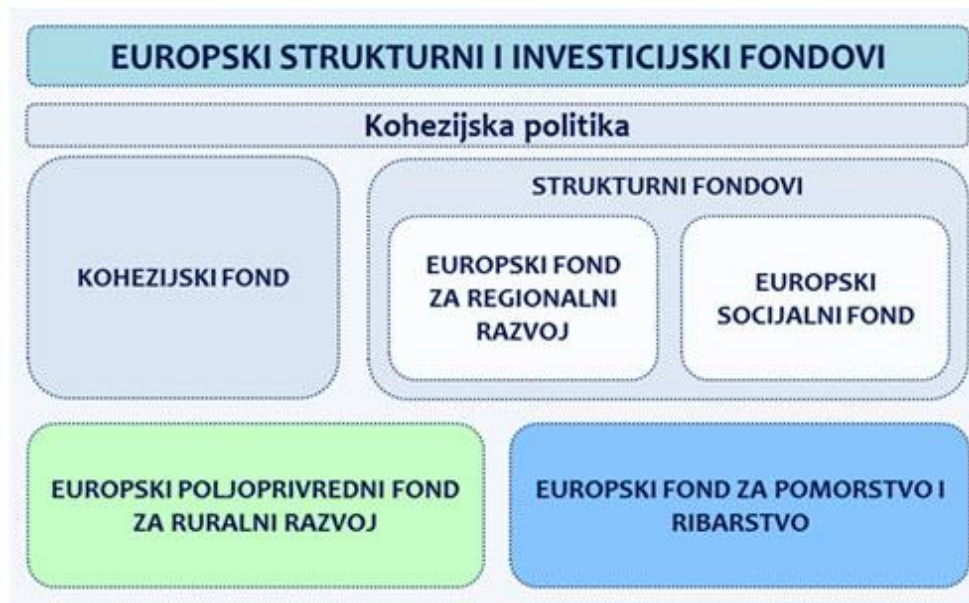 EUROPSKI STRUKTURNI I INVESTICIJSKI FONDOVI
Kohezijska politika
KOHEZIJSKI FOND
STRUKTURNI FONDOVI
EUROPSKI FOND
ZA REGIONALNI
RAZVOJ
EUROPSKI
SOCIJALNI FOND
EUROPSKI POLJOPRIVREDNI FOND
ZA RURALNI RAZVOJ
EUROPSKI FOND ZA POMORSTVO I
RIBARSTVO